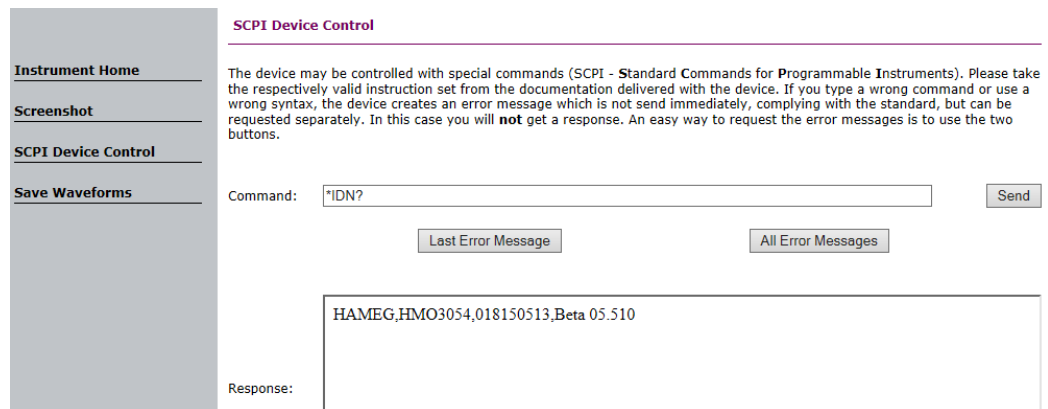 SCPI Device Control
Instrument Home
Screenshot
SCPI Device Control
Save Waveforms
The device may be controlled with special commands (SCPI - Standard Commands for Programmable Instruments). Please take
the respectively valid instruction set from the documentation delivered with the device. If you type a wrong command or use a
wrong syntax, the device creates an error message which is not send immediately, complying with the standard, but can be
requested separately. In this case you will not get a response. An easy way to request the error messages is to use the two
buttons.
Command: *IDN? Send
Last Error Message All Error Messages
HAMEG,HMO3054,018150513,Beta 05.510
Response: